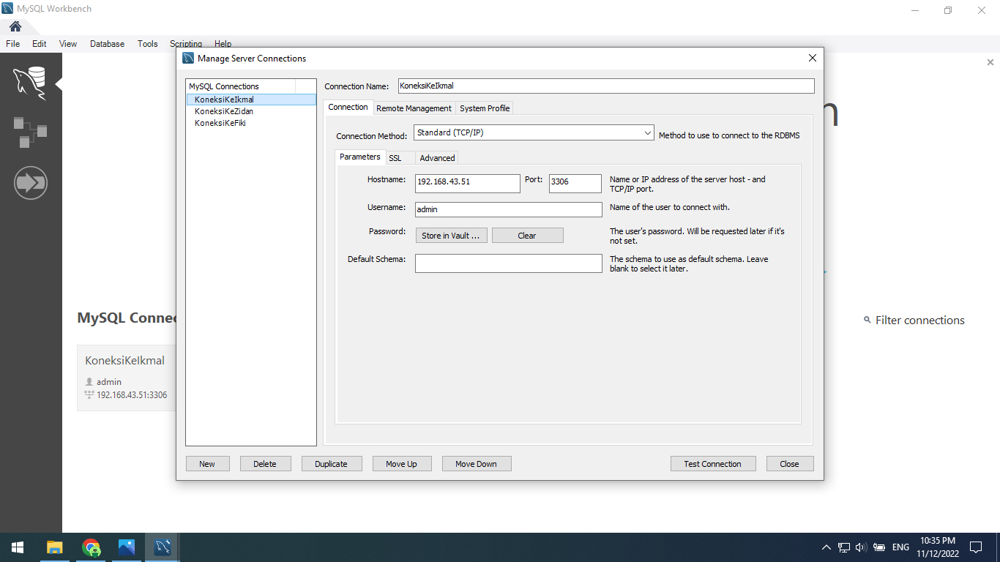 MySQL Workbench
File Edit View Database Tools Scripting Help
Manage Server Connections
MySQL Connections
KoneksiKeIkmal
KoneksiKeZidan
KoneksiKeFiki
Connection Name: KoneksiKeIkmal
Connection Remote Management System Profile
Connection Method: Standard (TCP/IP) Method to use to connect to the RDBMS
Parameters SSL Advanced
Hostname: 192.168.43.51 Port: 3306 Name or IP address of the server host - and
TCP/IP port.
Username: admin Name of the user to connect with.
Password: Store in Vault ... Clear The user's password. Will be requested later if it's
not set.
Default Schema: The schema to use as default schema. Leave
blank to select it later.
New Delete Duplicate Move Up Move Down Test Connection Close
MySQL Connec
Filter connections
KoneksiKeIkmal
admin
192.168.43.51:3306
ENG
10:35 PM
11/12/2022